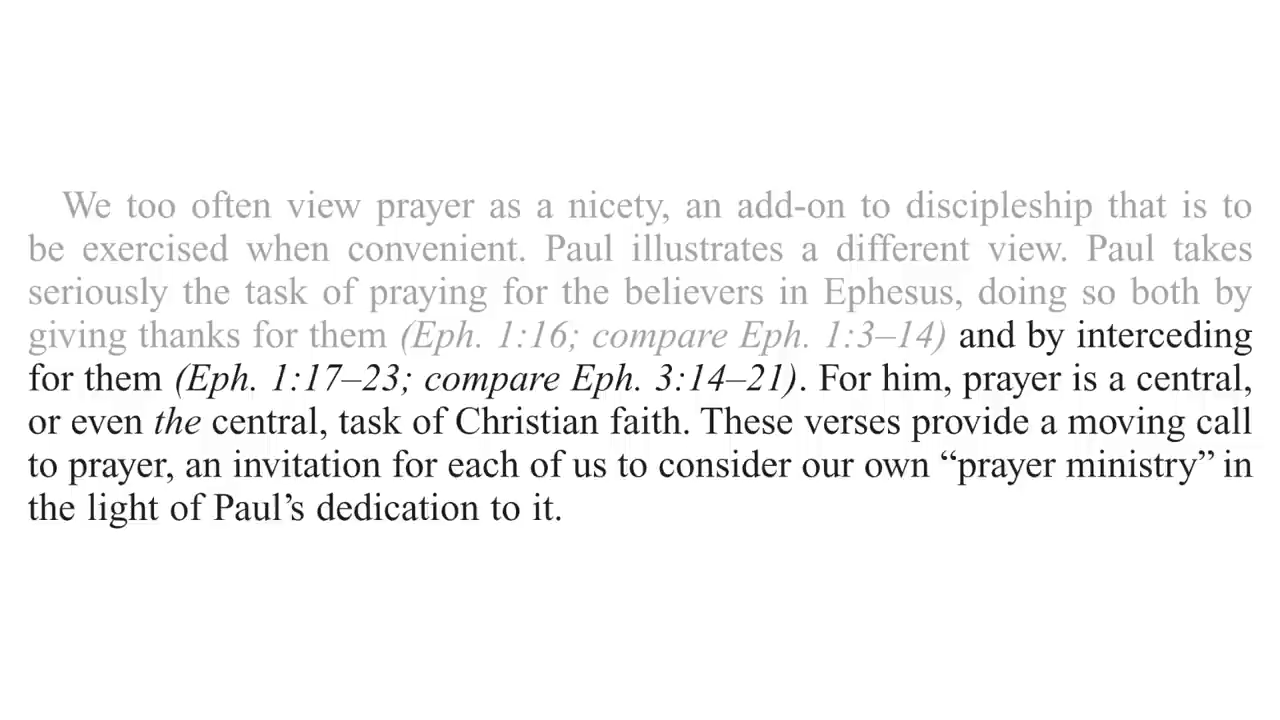 We too often view prayer as a nicety, an add-on to discipleship that is to
be exercised when convenient. Paul illustrates a different view. Paul takes
seriously the task of praying for the believers in Ephesus, doing so both by
giving thanks for them (Eph. 1:16; compare Eph. 1:3–14) and by interceding
for them (Eph. 1:17–23; compare Eph. 3:14–21). For him, prayer is a central,
or even the central, task of Christian faith. These verses provide a moving call
to prayer, an invitation for each of us to consider our own “prayer ministry” in
the light of Paul’s dedication to it.